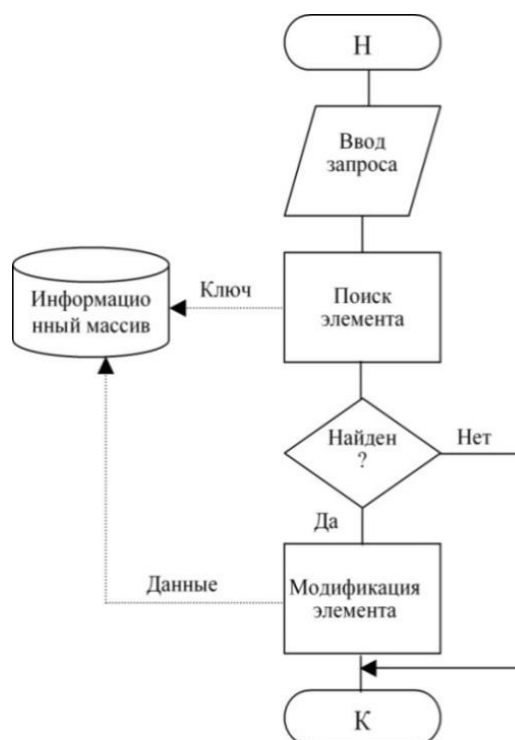 Н
Ввод
запроса
Ключ
Информацио
нный массив
Поиск
элемента
Найден
?
Нет
Да
Данные
Модификация
элемента
К